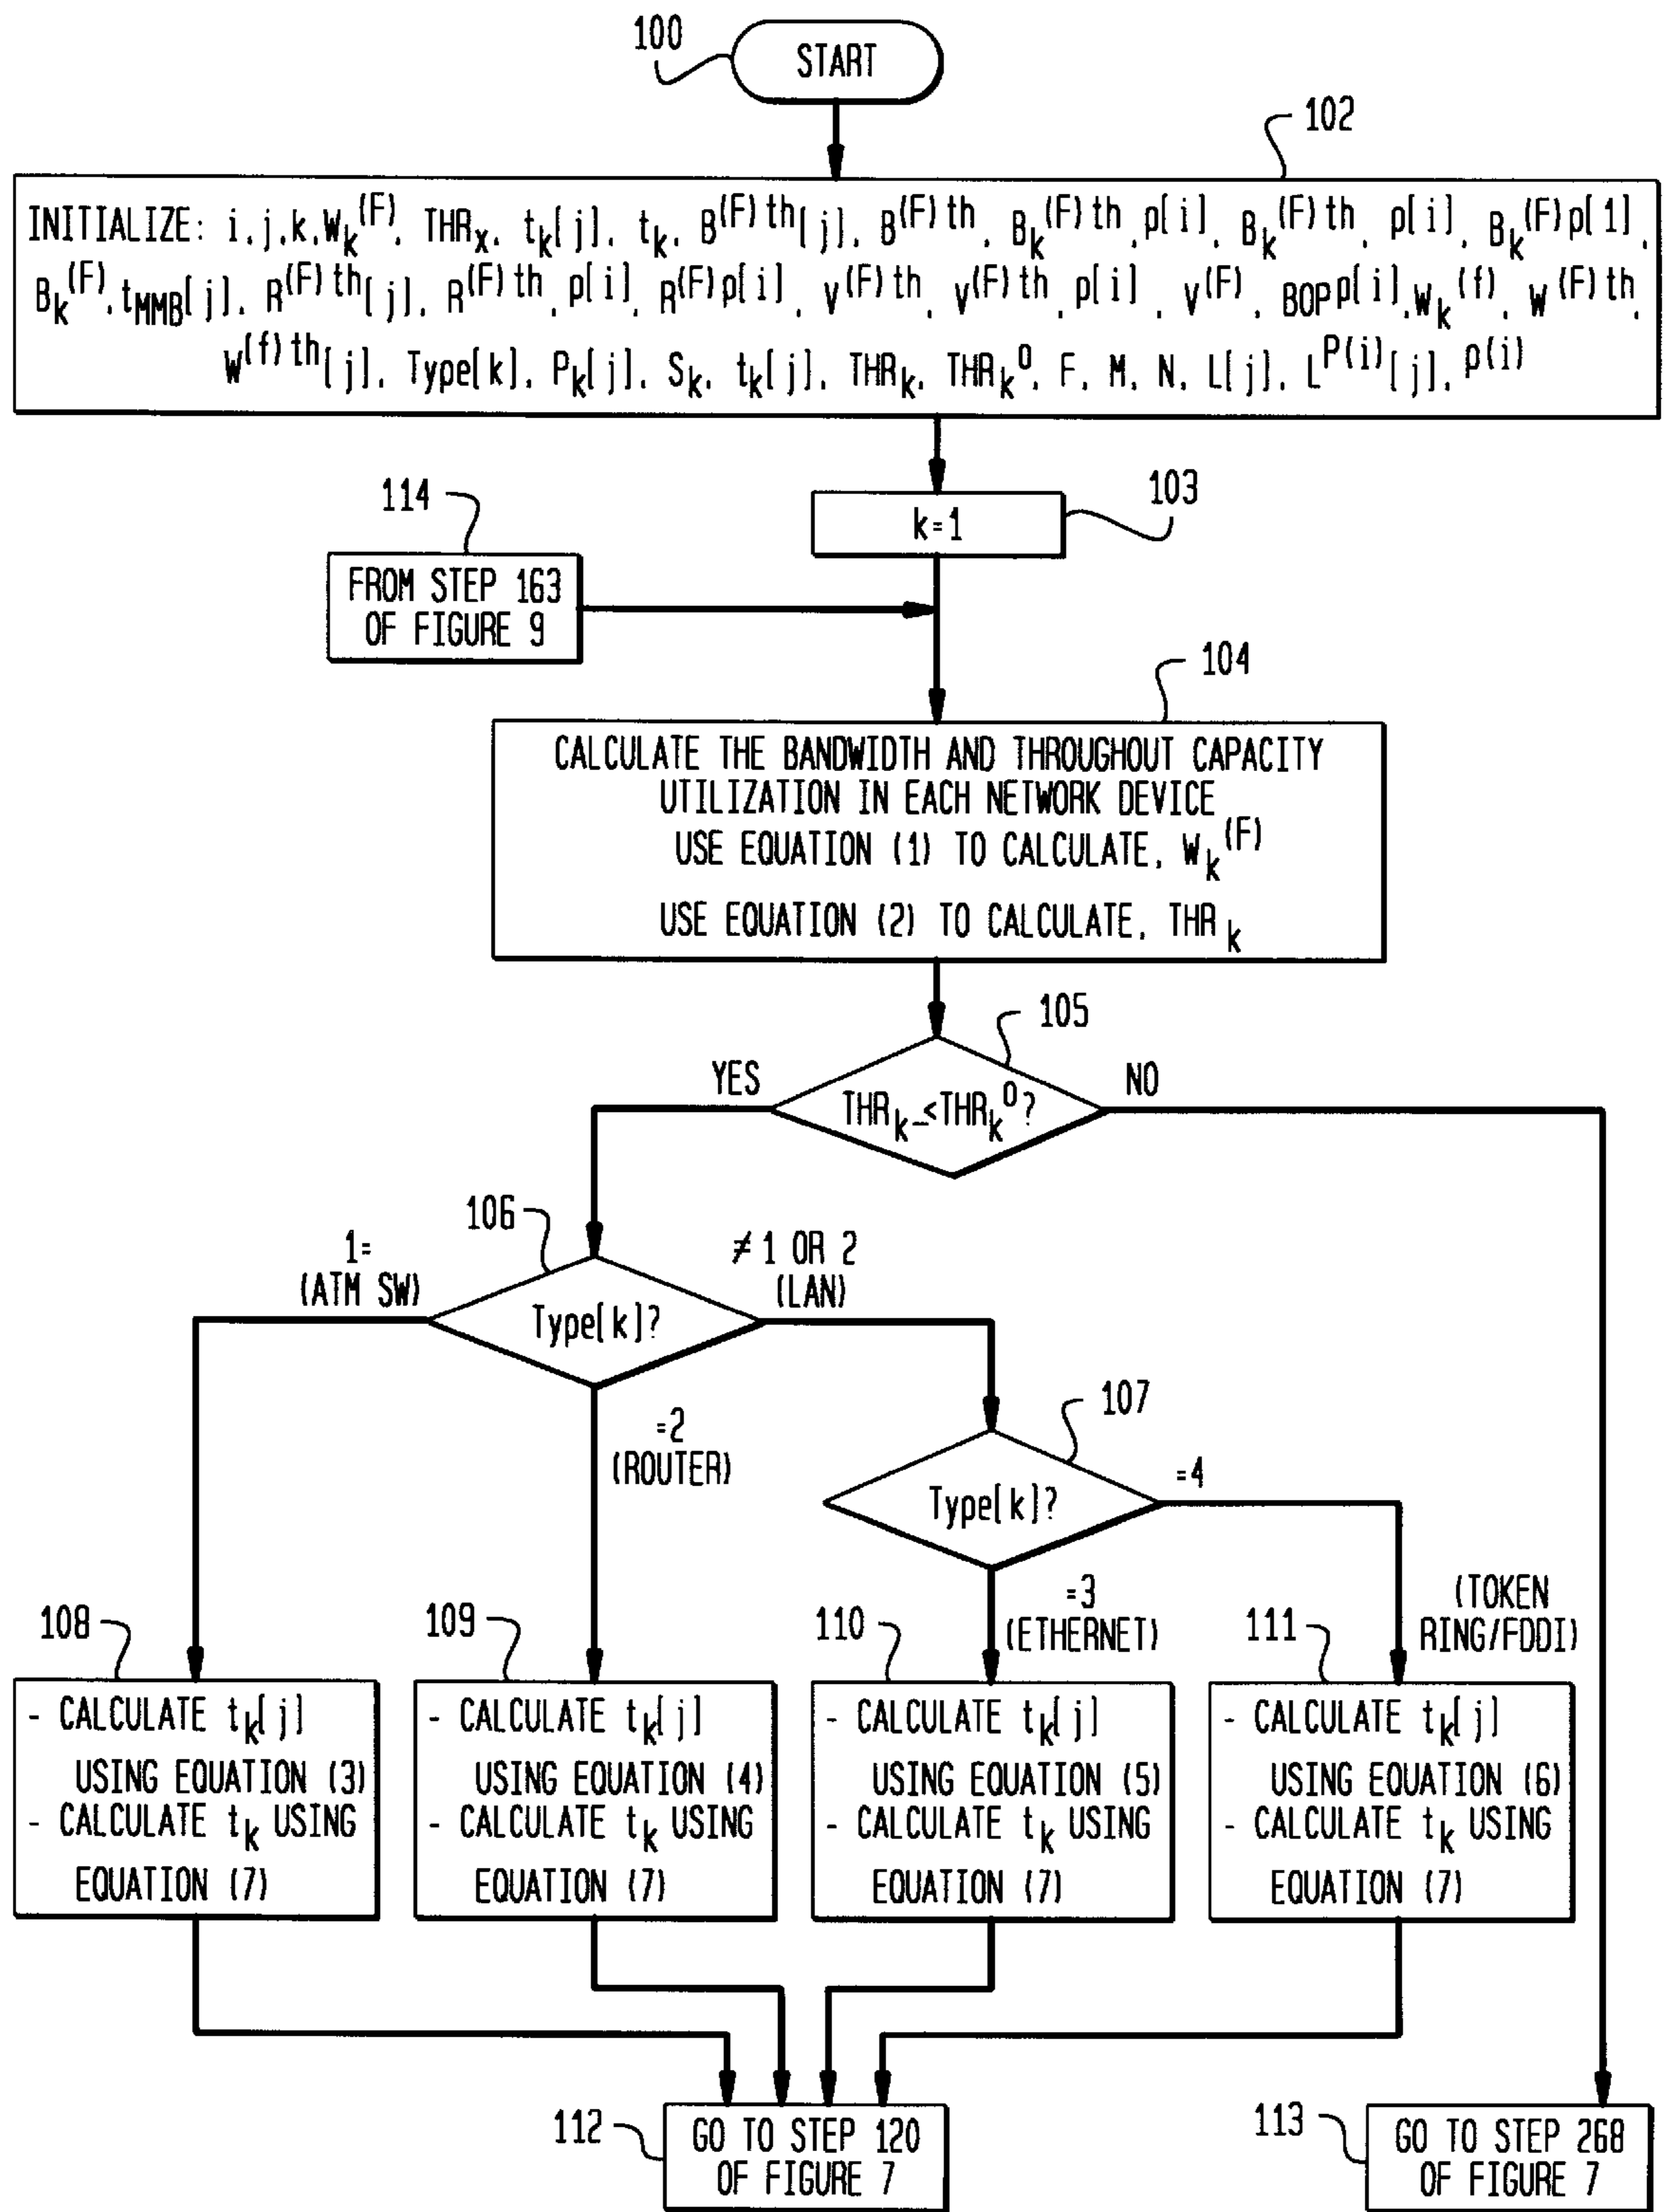 100
START
102
INITIALIZE: i, j, k, W_k^(F), THR_x, t_k[j], t_k, B^(F)th[j], B^(F)th, B_k^(F)th, p[i], B_k^(F)th, p[i], B_k^(F)p[1],
B_k^(F), t_MMB[j], R^(F)th[j], R^(F)th, p[i], R^(F)p[i], V^(F)th, V^(F)th, p[i], V^(F), BOP^p[i], W_k^(f), W^(F)th,
W^(f)th[j], Type[k], P_k[j], S_k, t_k[j], THR_k, THR_k^0, F, M, N, L[j], L^P(i)[j], p(i)
114
103
k=1
FROM STEP 163
OF FIGURE 9
104
CALCULATE THE BANDWIDTH AND THROUGHOUT CAPACITY
UTILIZATION IN EACH NETWORK DEVICE
USE EQUATION (1) TO CALCULATE, W_k^(F)
USE EQUATION (2) TO CALCULATE, THR_k
105
YES
NO
THR_k ≤ THR_k^0?
106
1=
(ATM SW)
≠ 1 OR 2
(LAN)
Type[k]?
107
=2
(ROUTER)
Type[k]?
=4
108
109
110
=3
(ETHERNET)
111
(TOKEN
RING/FDDI)
- CALCULATE t_k[j]
USING EQUATION (3)
- CALCULATE t_k USING
EQUATION (7)
- CALCULATE t_k[j]
USING EQUATION (4)
- CALCULATE t_k USING
EQUATION (7)
- CALCULATE t_k[j]
USING EQUATION (5)
- CALCULATE t_k USING
EQUATION (7)
- CALCULATE t_k[j]
USING EQUATION (6)
- CALCULATE t_k USING
EQUATION (7)
112
GO TO STEP 120
OF FIGURE 7
113
GO TO STEP 268
OF FIGURE 7